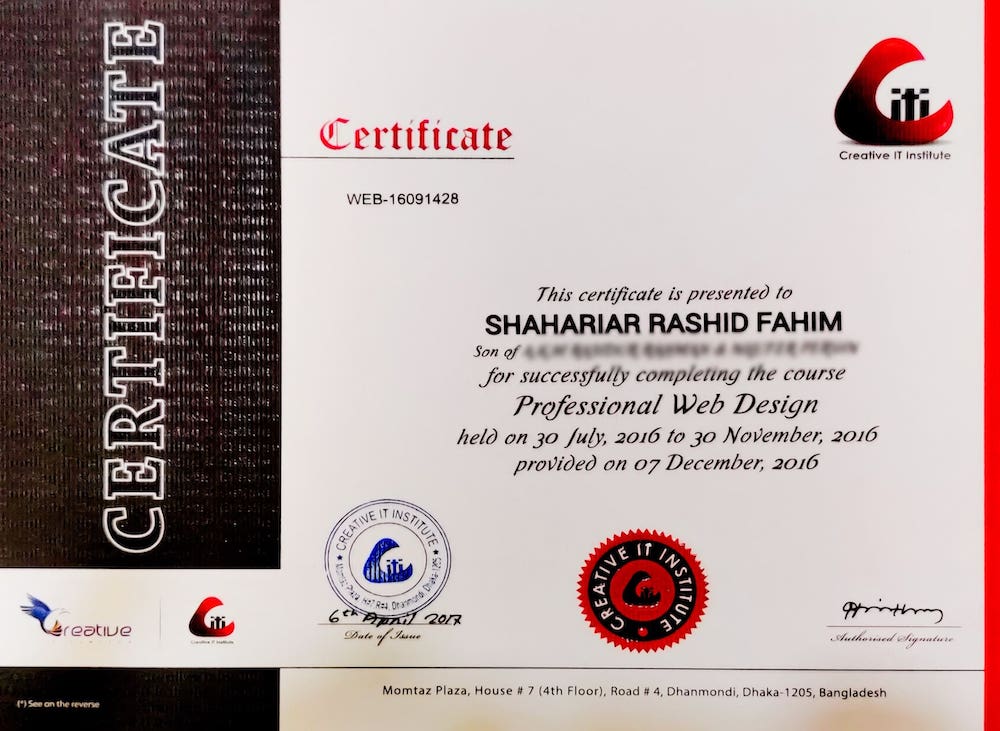 CERTIFICATE
Certificate
iti
Creative IT Institute
WEB-16091428
This certificate is presented to
SHAHARIAR RASHID FAHIM
Son of
for successfully completing the course
Professional Web Design
held on 30 July, 2016 to 30 November, 2016
provided on 07 December, 2016
★ CREATIVE IT INSTITUTE ★
iti
Dhanmondi, Dhaka-1205
6th April 2017
Date of Issue
CREATIVE IT INSTITUTE
Authorised Signature
Creative
iti
Creative IT Institute
(*) See on the reverse
Momtaz Plaza, House # 7 (4th Floor), Road # 4, Dhanmondi, Dhaka-1205, Bangladesh